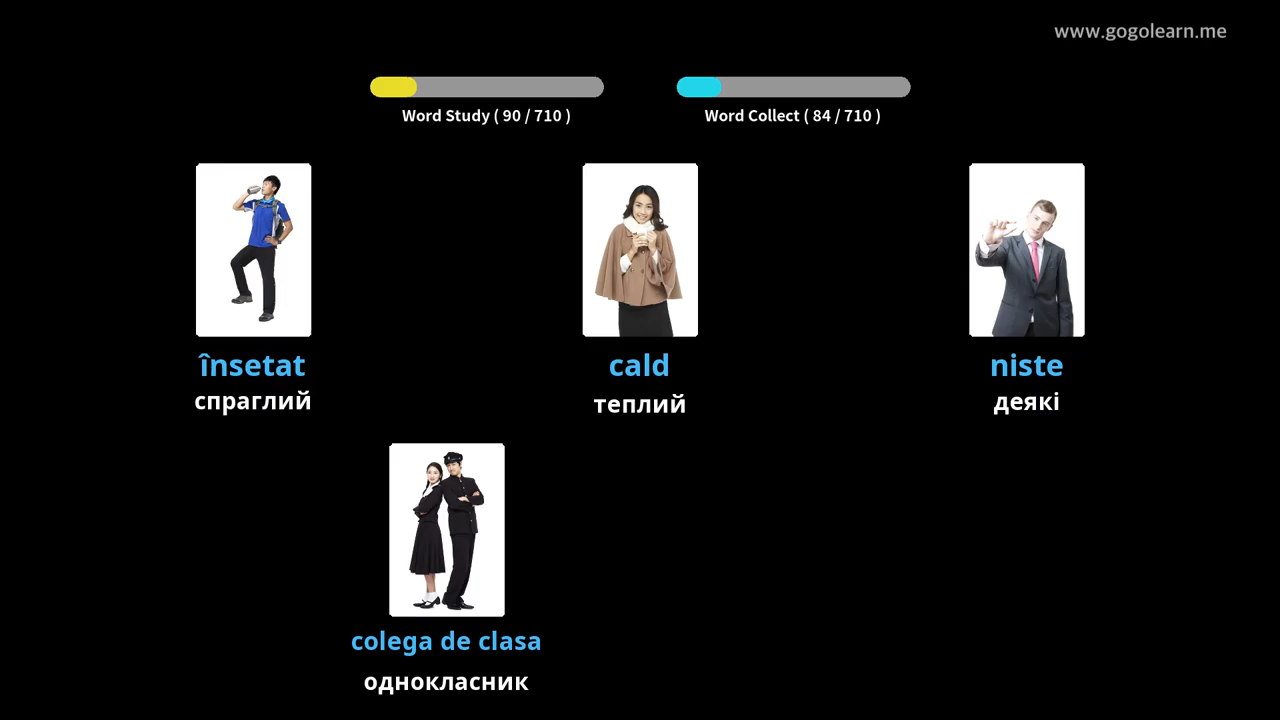 www.gogolearn.me
Word Study ( 90 / 710 )
Word Collect ( 84 / 710 )
însetat
спраглий
cald
теплий
niste
деякі
colega de clasa
однокласник